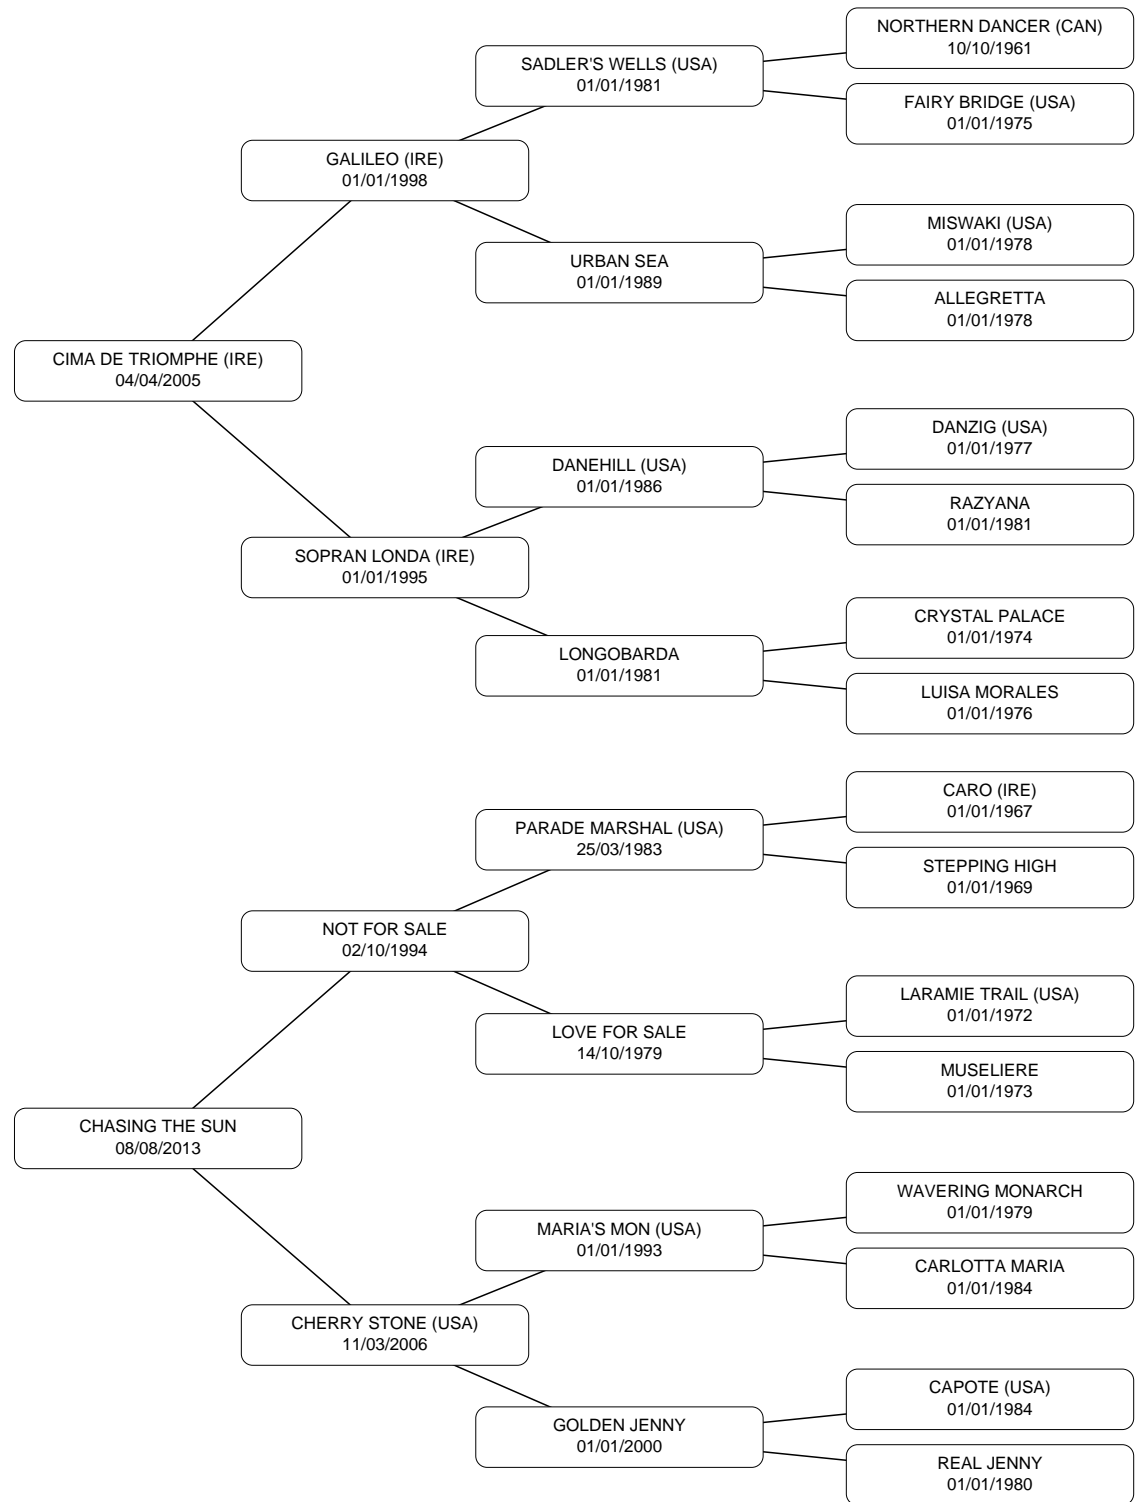 NORTHERN DANCER (CAN)
10/10/1961
SADLER'S WELLS (USA)
01/01/1981
FAIRY BRIDGE (USA)
01/01/1975
GALILEO (IRE)
01/01/1998
MISWAKI (USA)
01/01/1978
URBAN SEA
01/01/1989
ALLEGRETTA
01/01/1978
CIMA DE TRIOMPHE (IRE)
04/04/2005
DANZIG (USA)
01/01/1977
DANEHILL (USA)
01/01/1986
RAZYANA
01/01/1981
SOPRAN LONDA (IRE)
01/01/1995
CRYSTAL PALACE
01/01/1974
LONGOBARDA
01/01/1981
LUISA MORALES
01/01/1976
CARO (IRE)
01/01/1967
PARADE MARSHAL (USA)
25/03/1983
STEPPING HIGH
01/01/1969
NOT FOR SALE
02/10/1994
LARAMIE TRAIL (USA)
01/01/1972
LOVE FOR SALE
14/10/1979
MUSELIERE
01/01/1973
CHASING THE SUN
08/08/2013
WAVERING MONARCH
01/01/1979
MARIA'S MON (USA)
01/01/1993
CARLOTTA MARIA
01/01/1984
CHERRY STONE (USA)
11/03/2006
CAPOTE (USA)
01/01/1984
GOLDEN JENNY
01/01/2000
REAL JENNY
01/01/1980